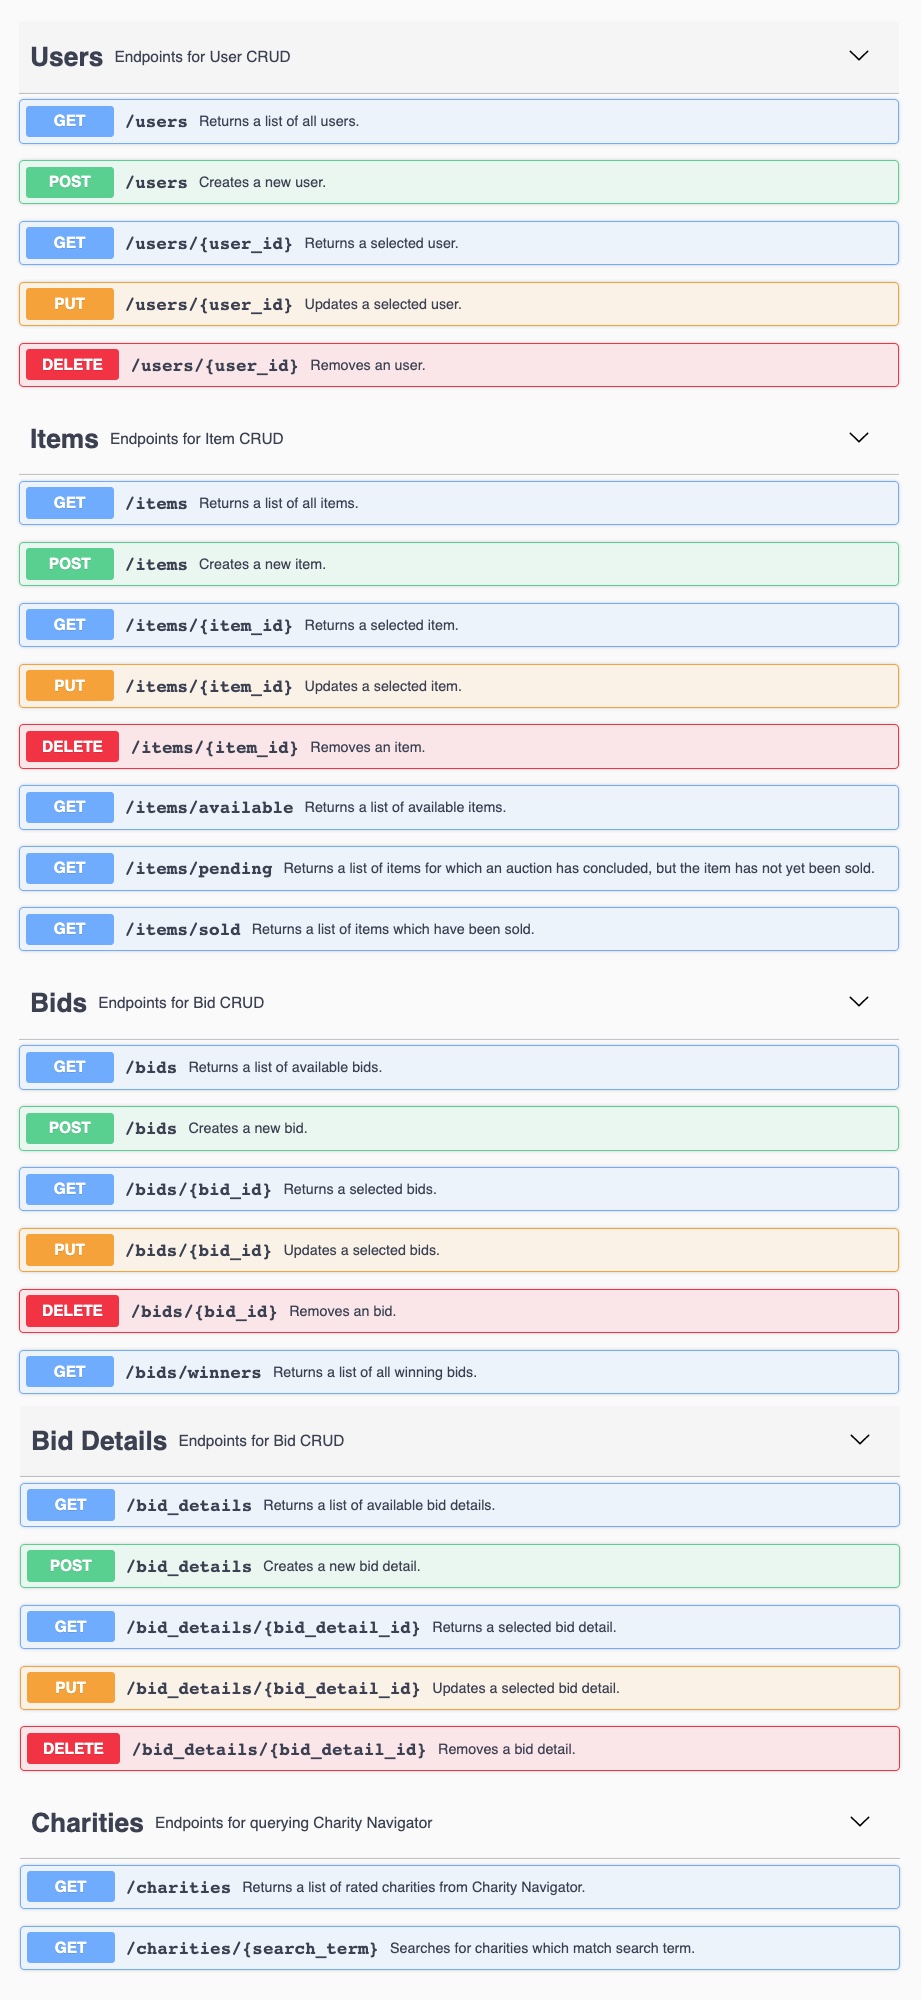 Users Endpoints for User CRUD
GET /users Returns a list of all users.
POST /users Creates a new user.
GET /users/{user_id} Returns a selected user.
PUT /users/{user_id} Updates a selected user.
DELETE /users/{user_id} Removes an user.
Items Endpoints for Item CRUD
GET /items Returns a list of all items.
POST /items Creates a new item.
GET /items/{item_id} Returns a selected item.
PUT /items/{item_id} Updates a selected item.
DELETE /items/{item_id} Removes an item.
GET /items/available Returns a list of available items.
GET /items/pending Returns a list of items for which an auction has concluded, but the item has not yet been sold.
GET /items/sold Returns a list of items which have been sold.
Bids Endpoints for Bid CRUD
GET /bids Returns a list of available bids.
POST /bids Creates a new bid.
GET /bids/{bid_id} Returns a selected bids.
PUT /bids/{bid_id} Updates a selected bids.
DELETE /bids/{bid_id} Removes an bid.
GET /bids/winners Returns a list of all winning bids.
Bid Details Endpoints for Bid CRUD
GET /bid_details Returns a list of available bid details.
POST /bid_details Creates a new bid detail.
GET /bid_details/{bid_detail_id} Returns a selected bid detail.
PUT /bid_details/{bid_detail_id} Updates a selected bid detail.
DELETE /bid_details/{bid_detail_id} Removes a bid detail.
Charities Endpoints for querying Charity Navigator
GET /charities Returns a list of rated charities from Charity Navigator.
GET /charities/{search_term} Searches for charities which match search term.